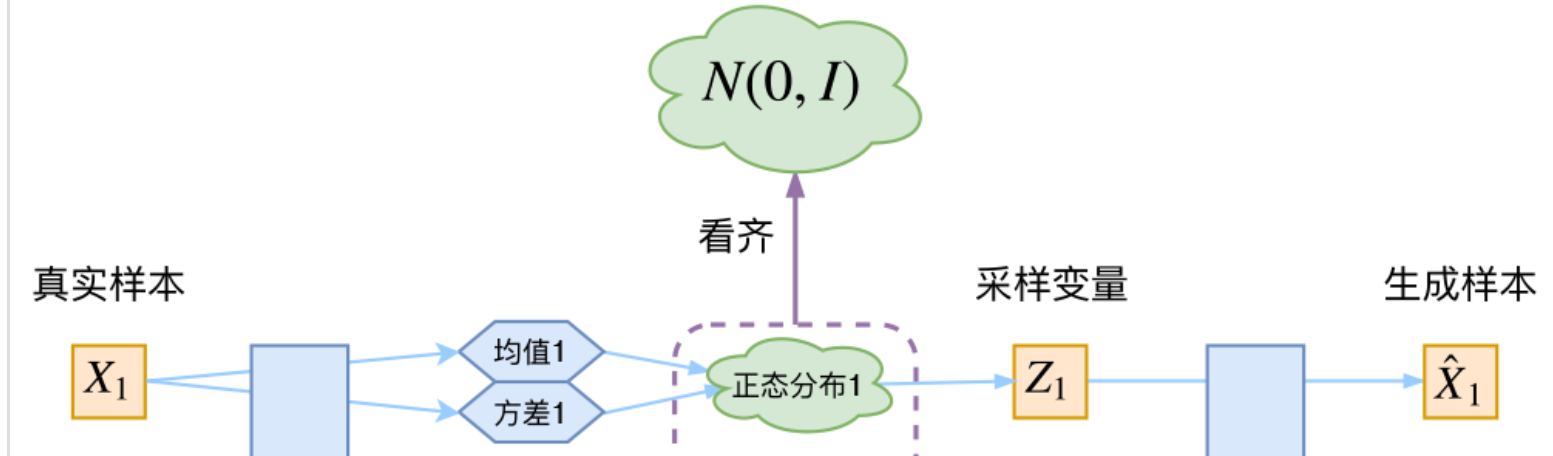 N(0, I)
看齐
真实样本
采样变量
生成样本
X₁
均值1
方差1
正态分布1
Z₁
X̂₁